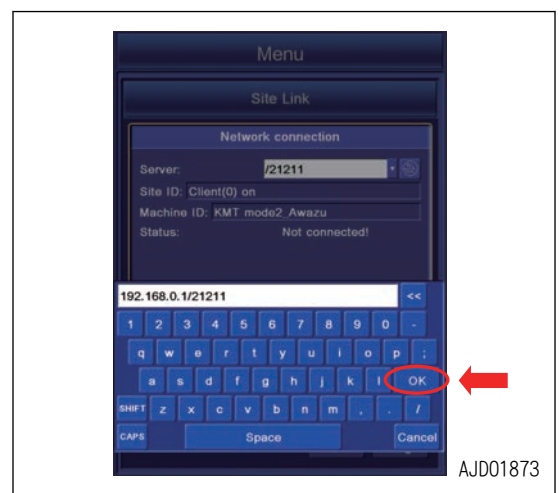 Menu
Site Link
Network connection
Server: /21211
Site ID: Client(0) on
Machine ID: KMT mode2_Awazu
Status: Not connected!
192.168.0.1/21211 <<
1 2 3 4 5 6 7 8 9 0 -
q w e r t y u i o p ;
a s d f g h j k l OK
SHIFT z x c v b n m , . /
CAPS Space Cancel
AJD01873